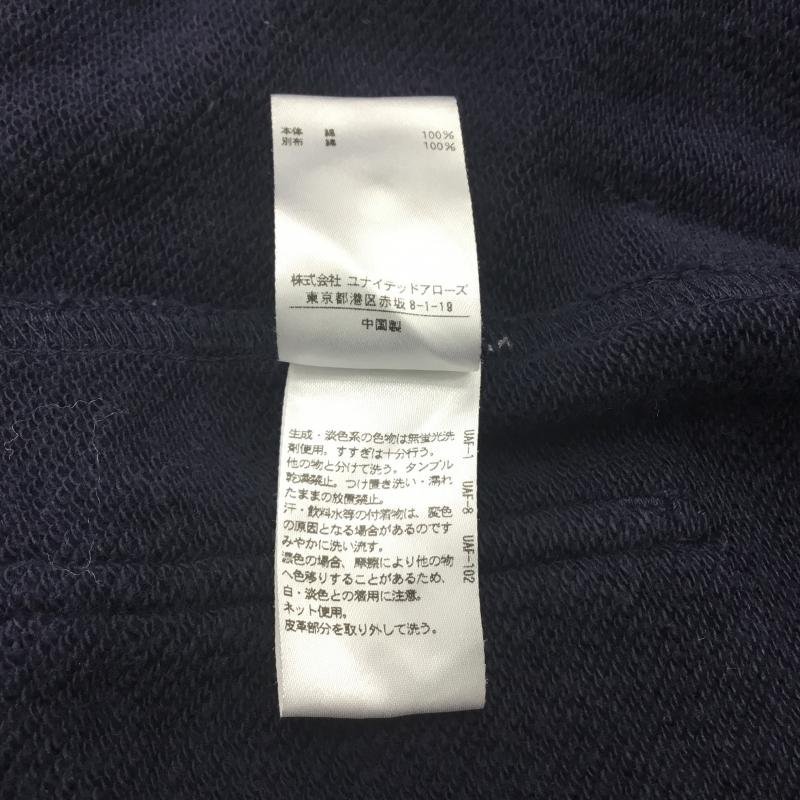 本体 綿 100%
別布 綿 100%
株式会社 ユナイテッドアローズ
東京都港区赤坂8-1-19
中国製
生成・淡色系の色物は無蛍光洗
剤使用。すすぎは十分行う。
他の物と分けて洗う。タンブル
乾燥禁止。つけ置き洗い・濡れ
たままの放置禁止。
汗・飲料水等の付着物は、変色
の原因となる場合があるのです
みやかに洗い流す。
濃色の場合、摩擦により他の物
へ色移りすることがあるため、
白・淡色との着用に注意。
ネット使用。
皮革部分を取り外して洗う。
UAF-1 UAF-8 UAF-102